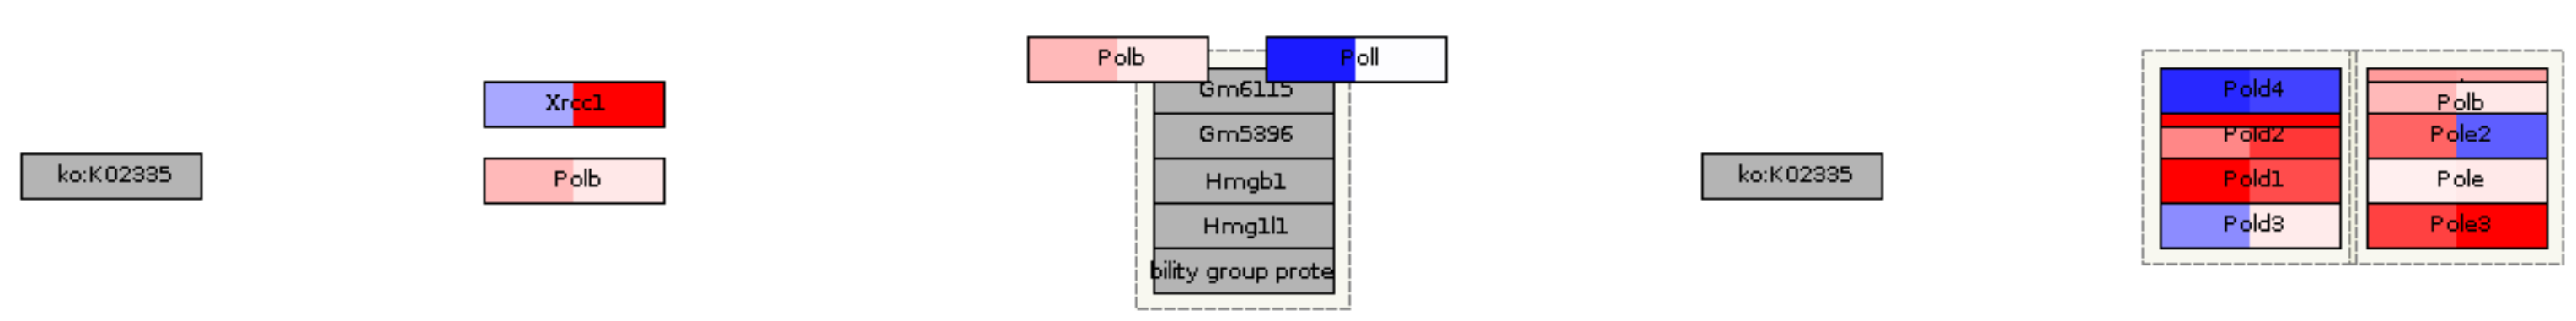 ko:K02335
Xrcc1
Polb
Polb
Poll
Gm6115
Gm5396
Hmgb1
Hmg1l1
bility group prote
ko:K02335
Pold4
Pold2
Pold1
Pold3
Polb
Pole2
Pole
Pole3